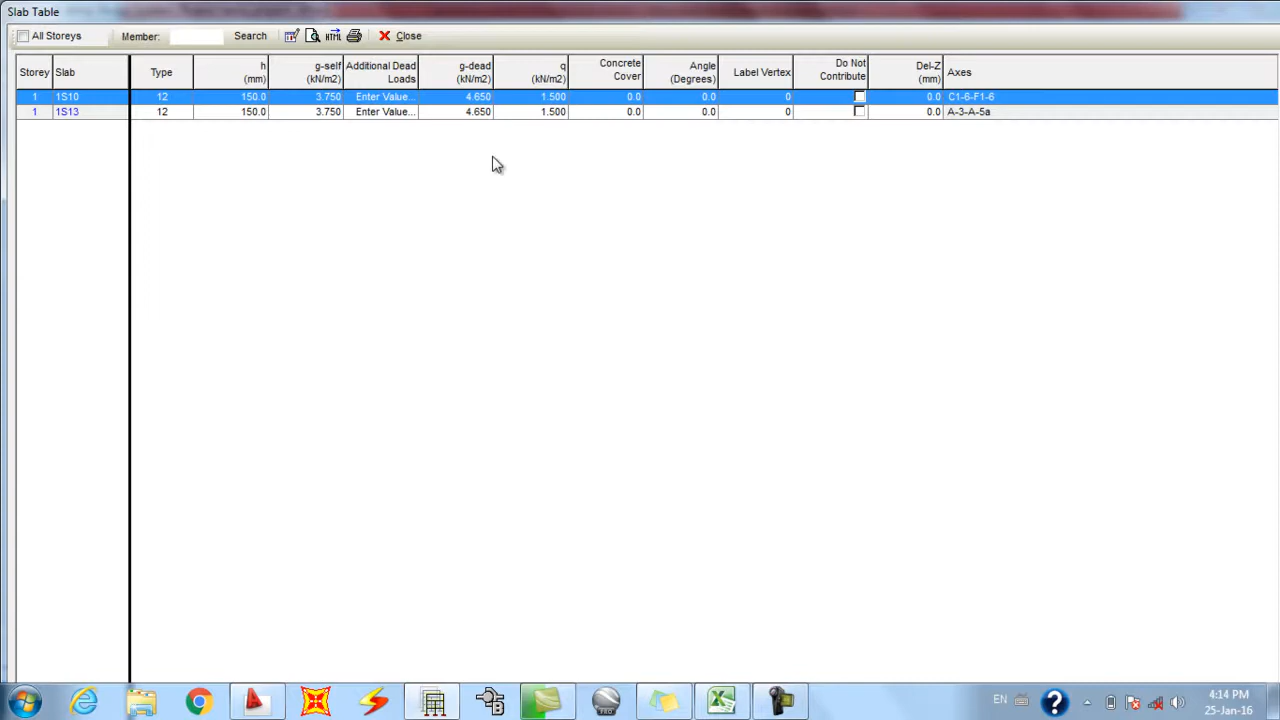 Slab Table
All Storeys Member: Search HTML Close
Storey Slab Type h (mm) g-self (kN/m2) Additional Dead Loads g-dead (kN/m2) q (kN/m2) Concrete Cover Angle (Degrees) Label Vertex Do Not Contribute Del-Z (mm) Axes
1 1S10 12 150.0 3.750 Enter Value... 4.650 1.500 0.0 0.0 0 0.0 C1-6-F1-6
1 1S13 12 150.0 3.750 Enter Value... 4.650 1.500 0.0 0.0 0 0.0 A-3-A-5a
EN 4:14 PM
25-Jan-16